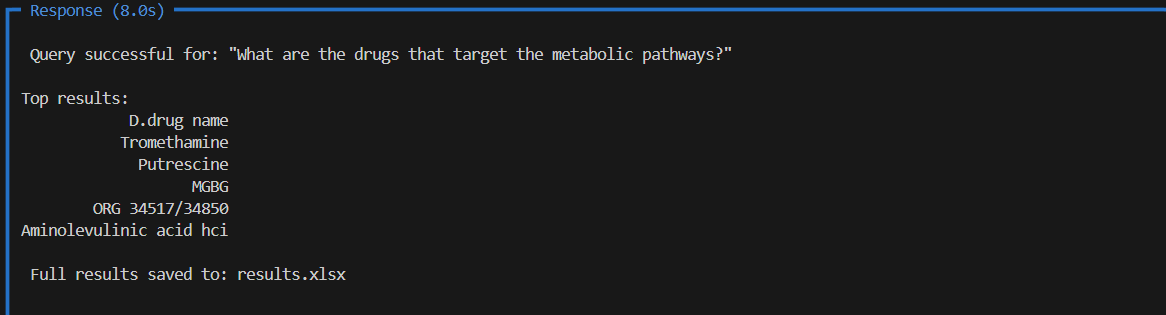 Response (8.0s)
Query successful for: "What are the drugs that target the metabolic pathways?"
Top results:
D.drug name
Tromethamine
Putrescine
MGBG
ORG 34517/34850
Aminolevulinic acid hci
Full results saved to: results.xlsx